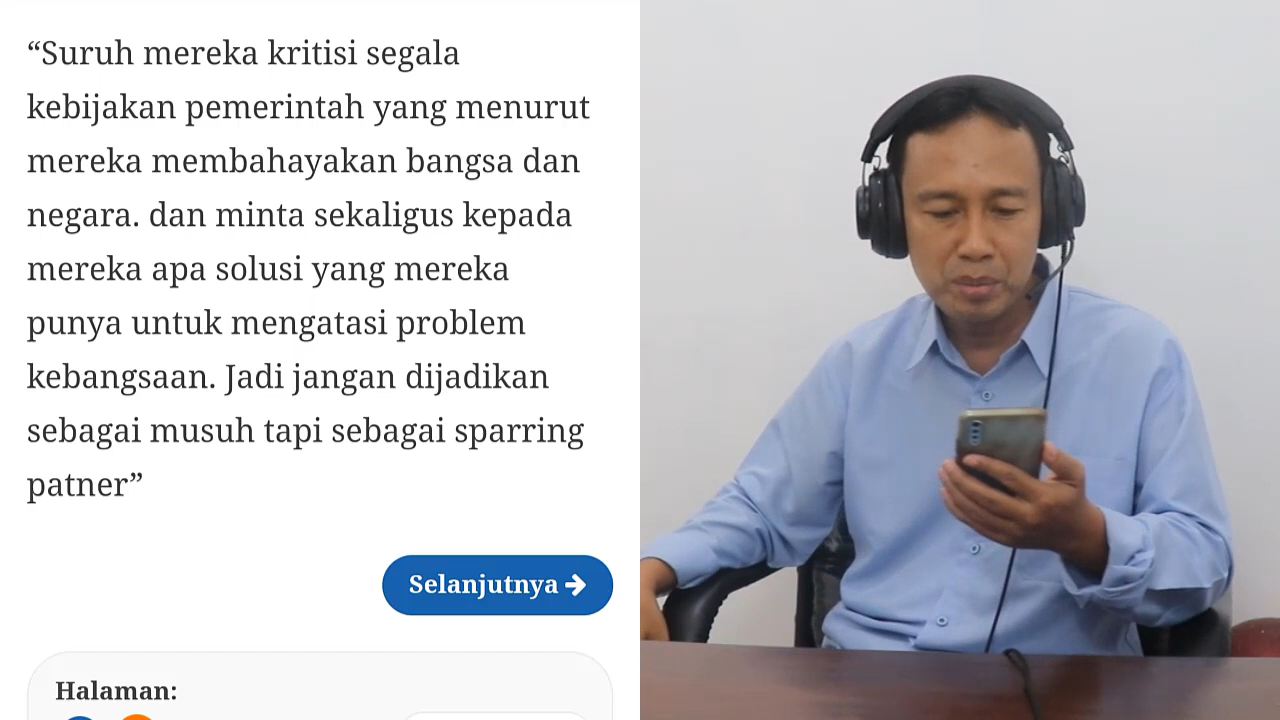 “Suruh mereka kritisi segala
kebijakan pemerintah yang menurut
mereka membahayakan bangsa dan
negara. dan minta sekaligus kepada
mereka apa solusi yang mereka
punya untuk mengatasi problem
kebangsaan. Jadi jangan dijadikan
sebagai musuh tapi sebagai sparring
patner”
Selanjutnya →
Halaman: